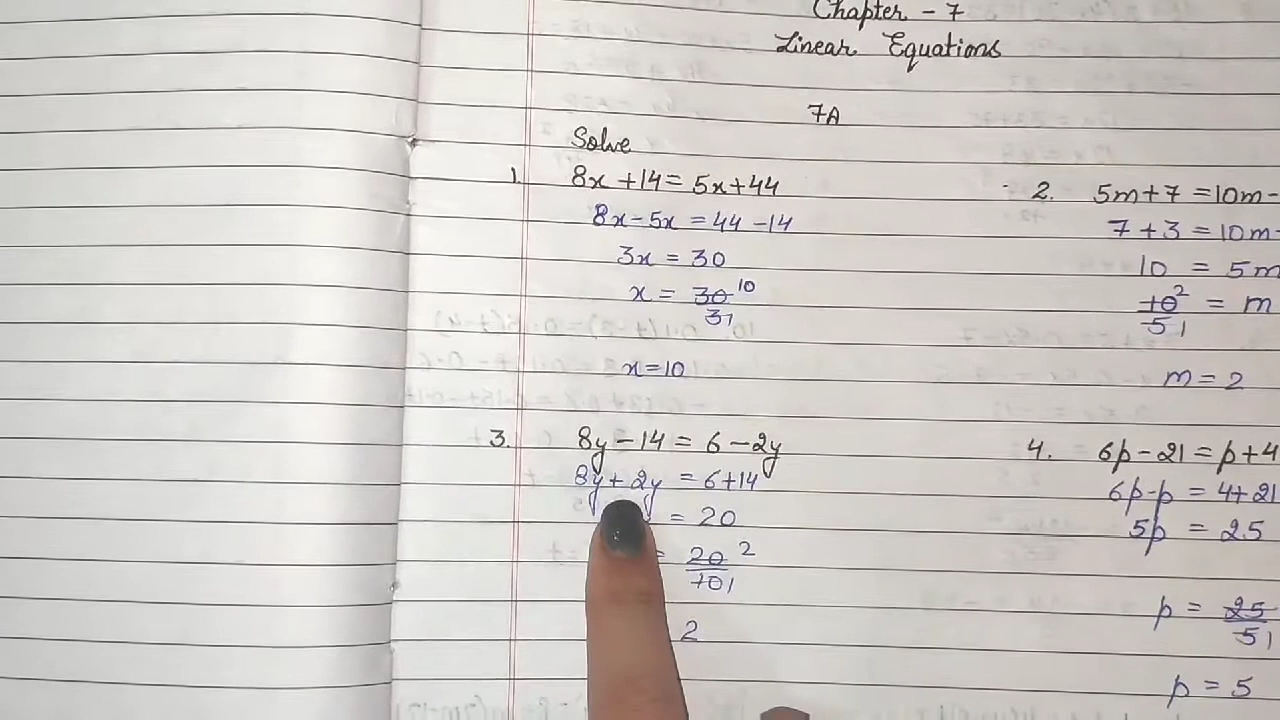 Chapter - 7
Linear Equations
7A
Solve
1. 8x + 14 = 5x + 44
8x - 5x = 44 - 14
3x = 30
x = 30 10
3 1
x = 10
2. 5m + 7 = 10m -
7 + 3 = 10m -
10 = 5m
10 2 = m
5 1
m = 2
3. 8y - 14 = 6 - 2y
8y + 2y = 6 + 14
= 20
= 20 2
10 1
2
4. 6p - 21 = p + 4
6p - p = 4 + 21
5p = 25
p = 25
5 1
p = 5